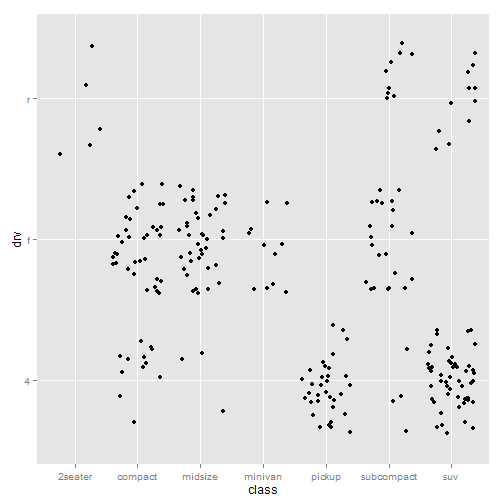 r
f
4
drv
2seater compact midsize minivan pickup subcompact suv
class